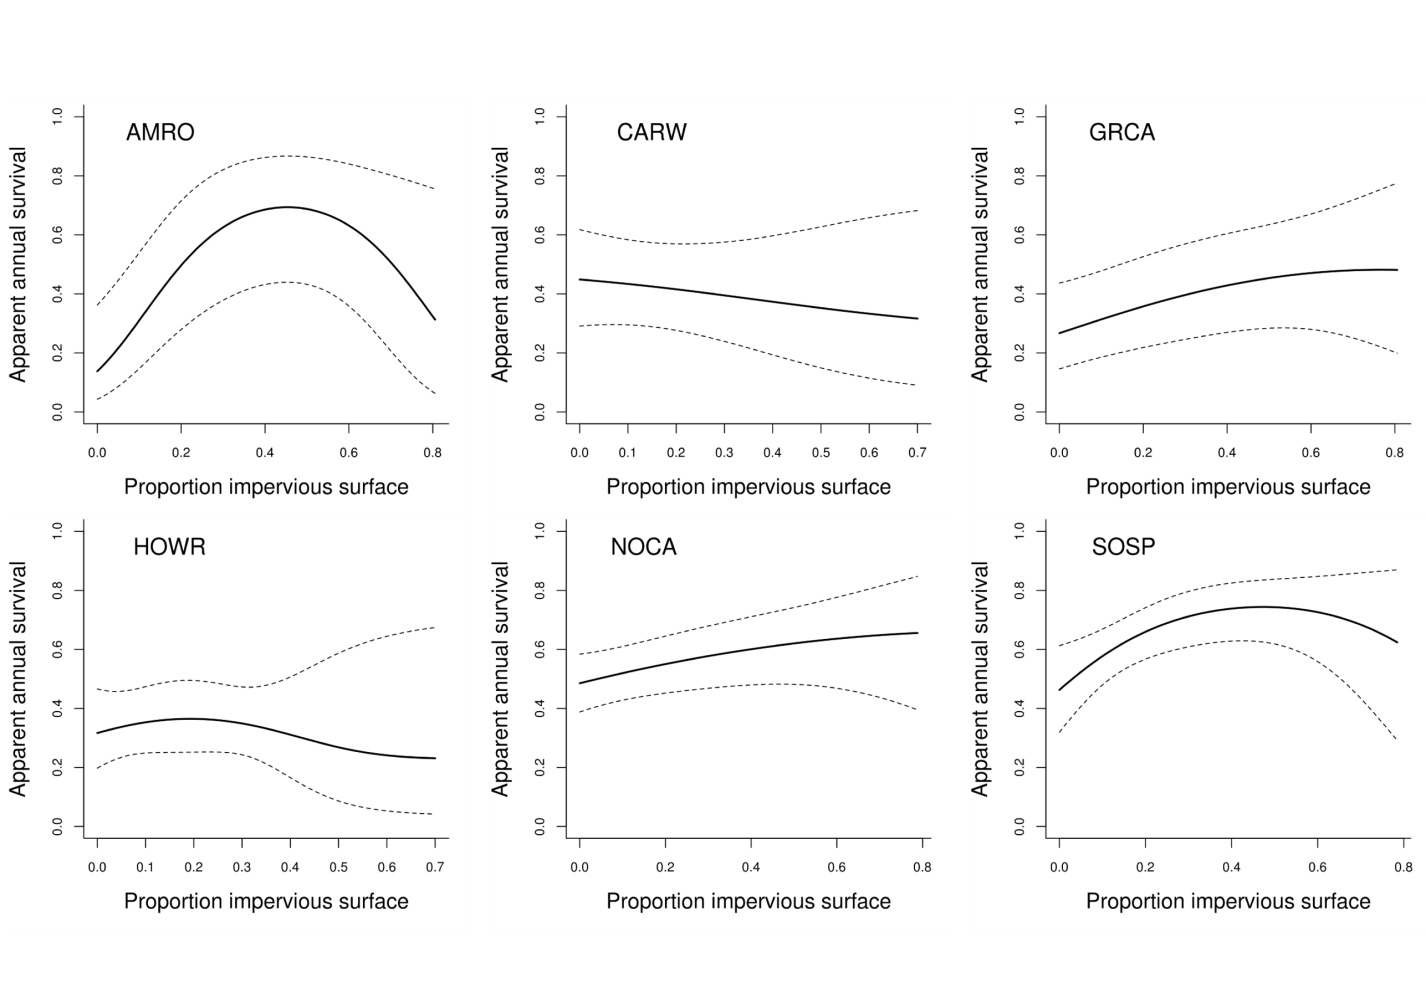 AMRO
Apparent annual survival
1.0
0.8
0.6
0.4
0.2
0.0
0.0 0.2 0.4 0.6 0.8
Proportion impervious surface
CARW
Apparent annual survival
1.0
0.8
0.6
0.4
0.2
0.0
0.0 0.1 0.2 0.3 0.4 0.5 0.6 0.7
Proportion impervious surface
GRCA
Apparent annual survival
1.0
0.8
0.6
0.4
0.2
0.0
0.0 0.2 0.4 0.6 0.8
Proportion impervious surface
HOWR
Apparent annual survival
1.0
0.8
0.6
0.4
0.2
0.0
0.0 0.1 0.2 0.3 0.4 0.5 0.6 0.7
Proportion impervious surface
NOCA
Apparent annual survival
1.0
0.8
0.6
0.4
0.2
0.0
0.0 0.2 0.4 0.6 0.8
Proportion impervious surface
SOSP
Apparent annual survival
1.0
0.8
0.6
0.4
0.2
0.0
0.0 0.2 0.4 0.6 0.8
Proportion impervious surface